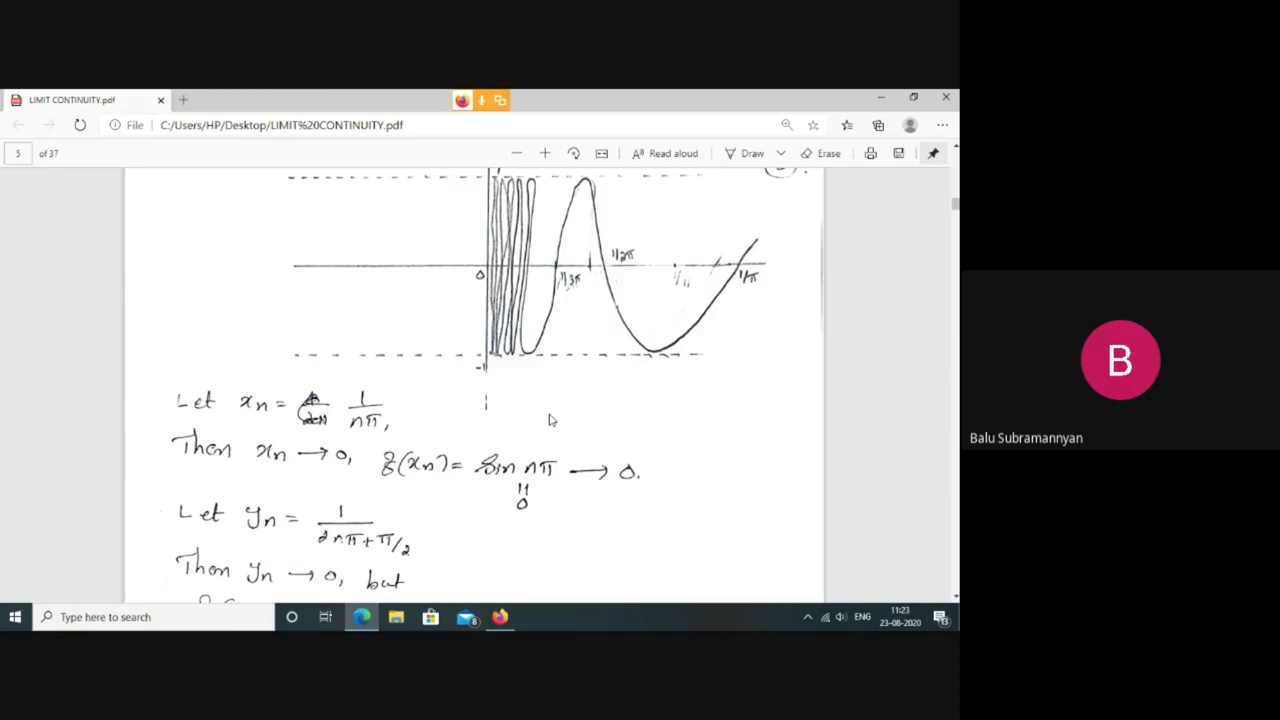 LIMIT CONTINUITY.pdf
File | C:/Users/HP/Desktop/LIMIT%20CONTINUITY.pdf
5 of 37 Read aloud Draw Erase
1/2π
0 1/3π 1/π
-1
Let xn = 1/nπ,
Then xn → 0, g(xn) = Sin nπ → 0.
"
0
Let yn = 1/2nπ+π/2
Then yn → 0, but
B
Balu Subramannyan
Type here to search 8 ENG 11:23 23-08-2020 13